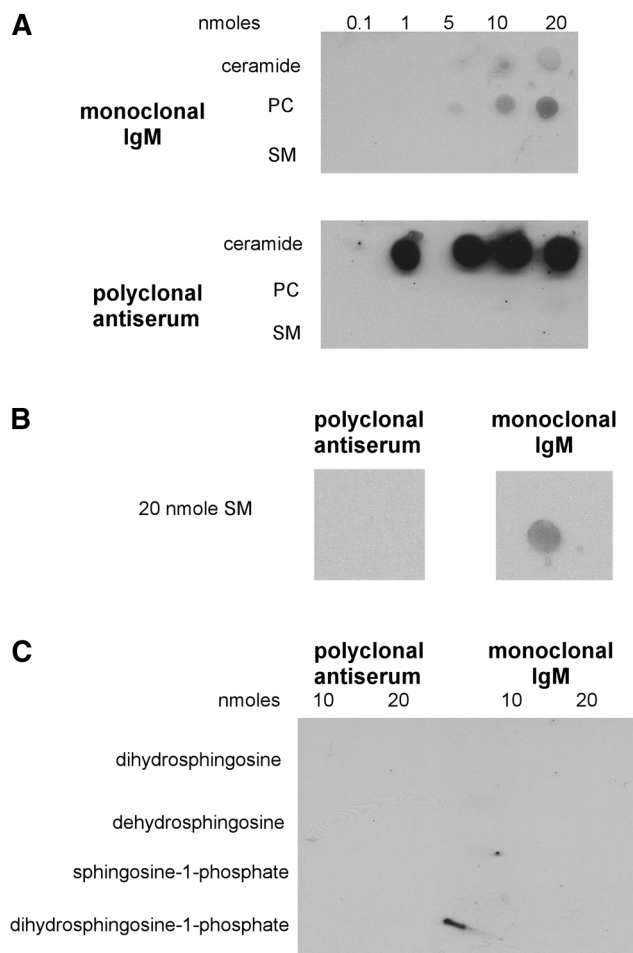 A
nmoles 0.1 1 5 10 20
ceramide
monoclonal
IgM
PC
SM
ceramide
polyclonal
antiserum
PC
SM
B
polyclonal
antiserum
monoclonal
IgM
20 nmole SM
C
polyclonal
antiserum
monoclonal
IgM
nmoles 10 20 10 20
dihydrosphingosine
dehydrosphingosine
sphingosine-1-phosphate
dihydrosphingosine-1-phosphate